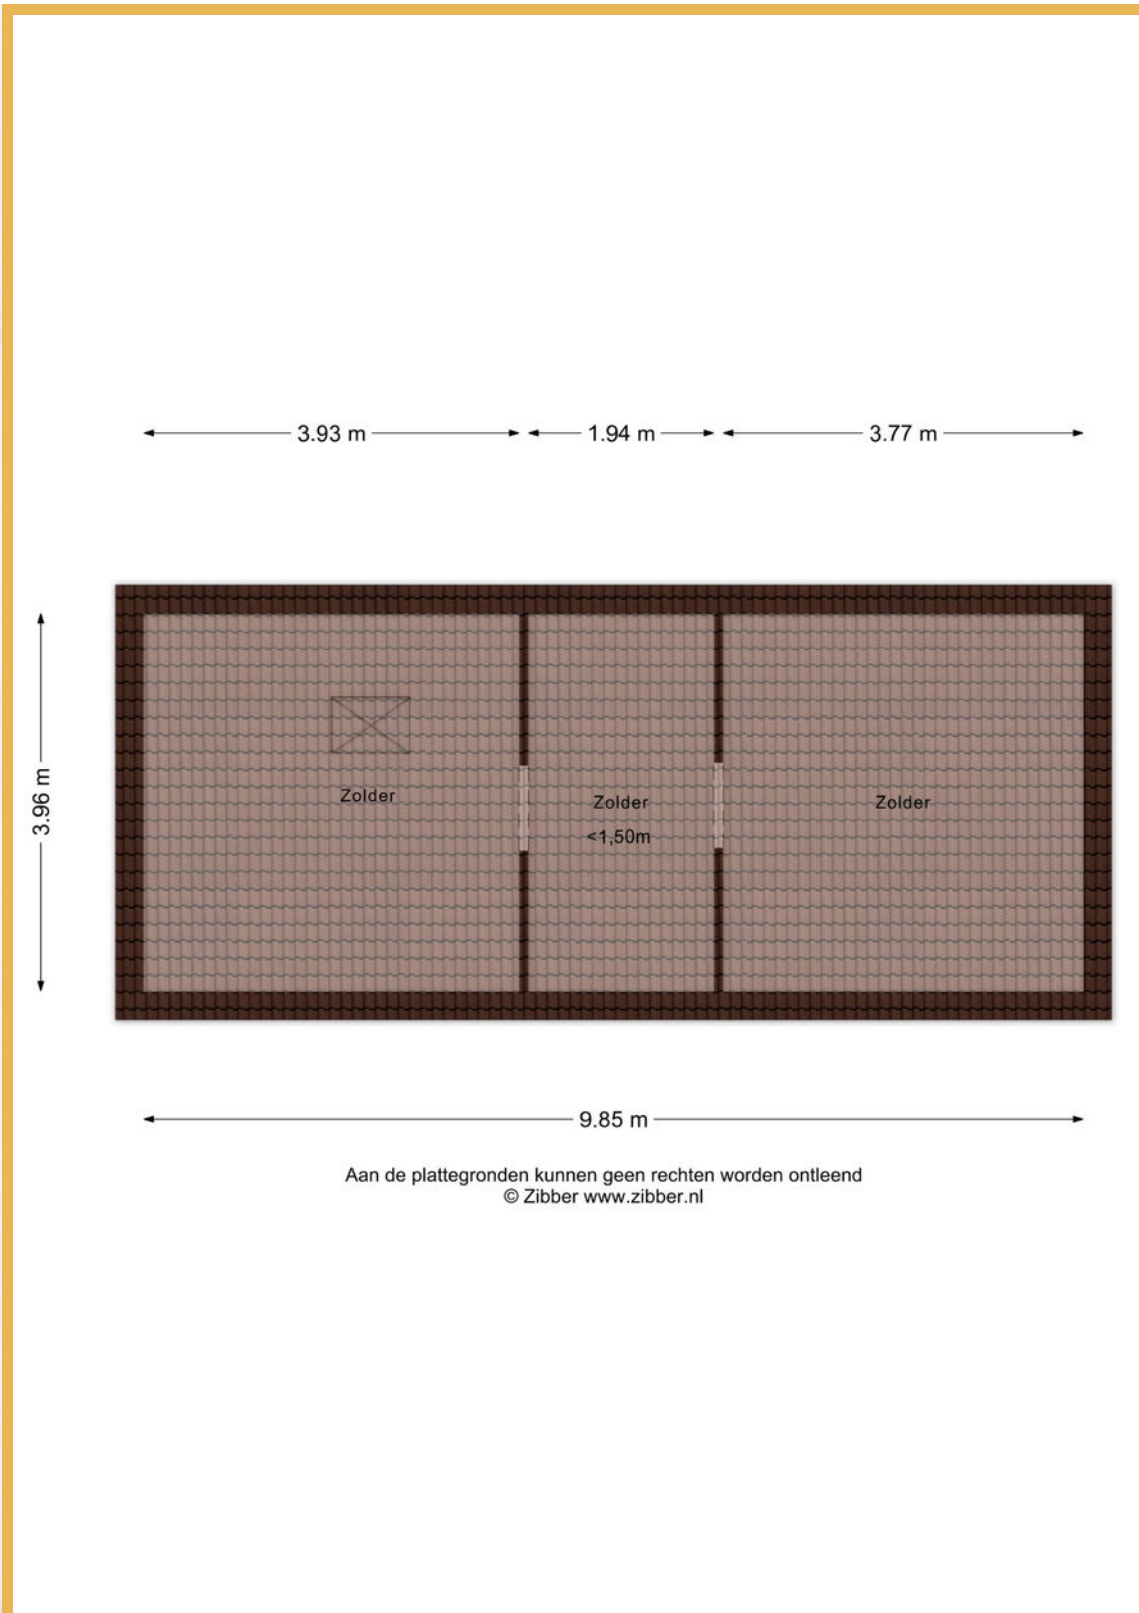 3.93 m
1.94 m
3.77 m
3.96 m
Zolder
Zolder
<1,50m
Zolder
9.85 m
Aan de plattegronden kunnen geen rechten worden ontleend
© Zibber www.zibber.nl